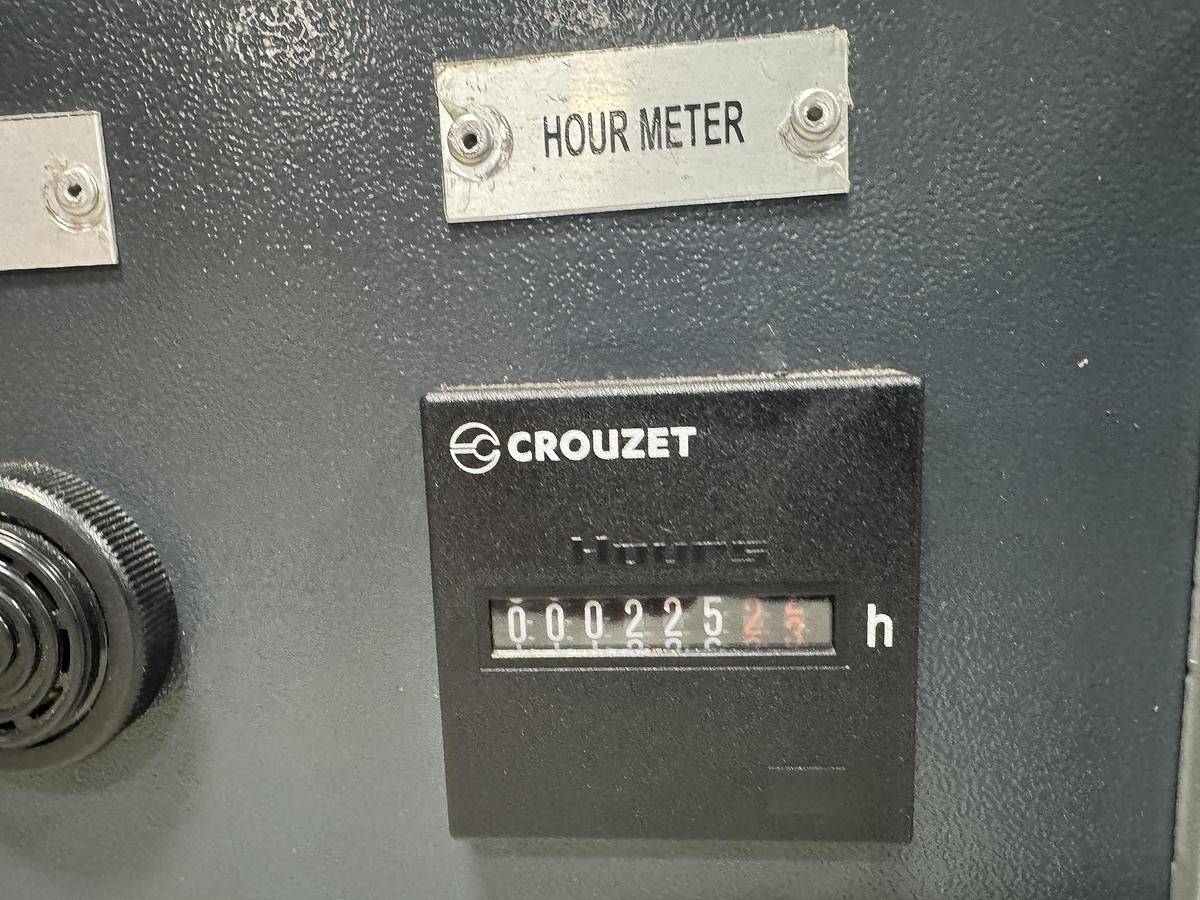 HOUR METER
CROUZET
Hours
0002252 h